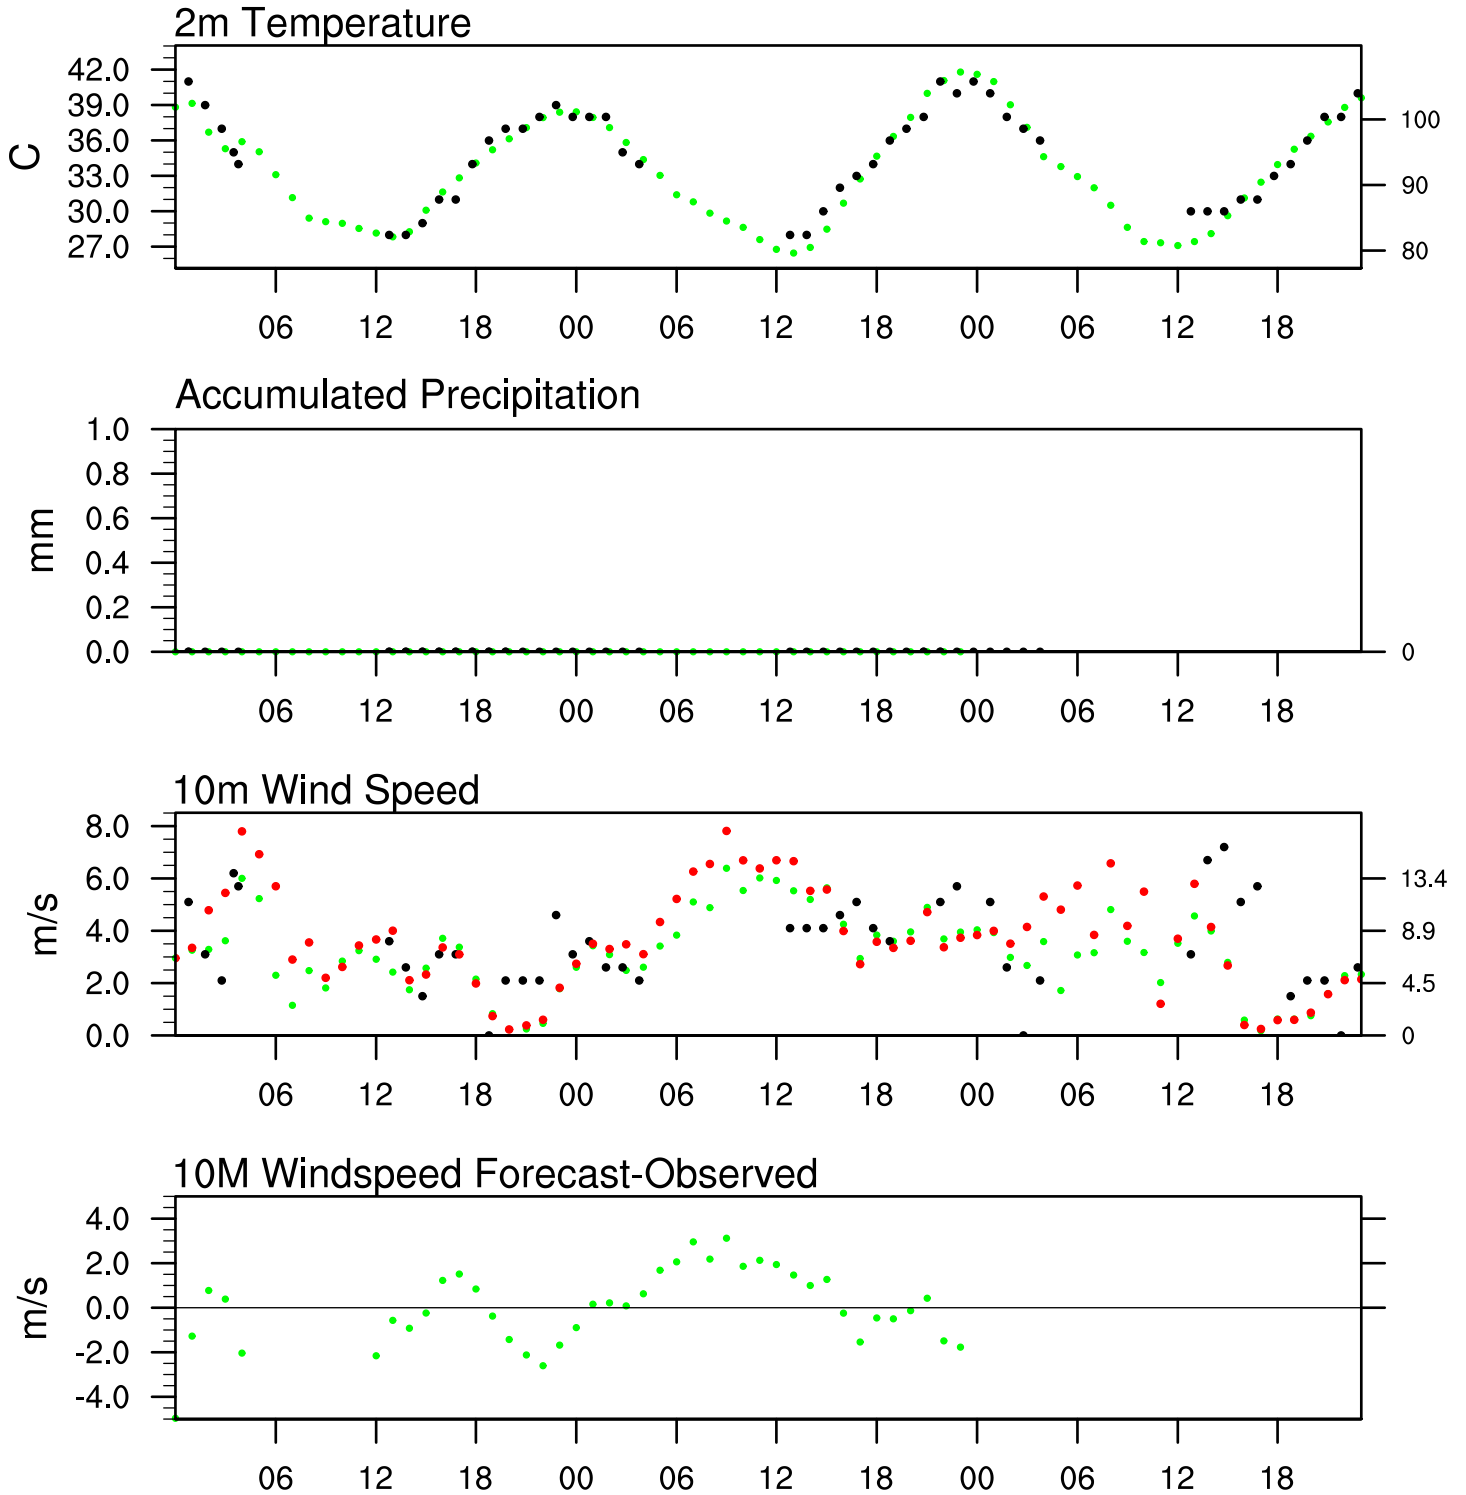 2m Temperature
42.0
39.0
36.0
33.0
30.0
27.0
C
100
90
80
06 12 18 00 06 12 18 00 06 12 18
Accumulated Precipitation
1.0
0.8
0.6
0.4
0.2
0.0
mm
0
06 12 18 00 06 12 18 00 06 12 18
10m Wind Speed
8.0
6.0
4.0
2.0
0.0
m/s
13.4
8.9
4.5
0
06 12 18 00 06 12 18 00 06 12 18
10M Windspeed Forecast-Observed
4.0
2.0
0.0
-2.0
-4.0
m/s
06 12 18 00 06 12 18 00 06 12 18